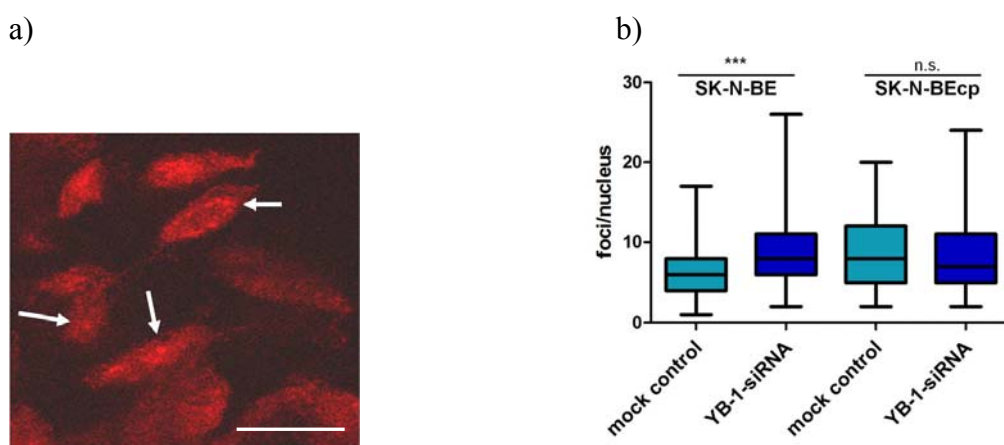 a)
b)
***
n.s.
SK-N-BE
SK-N-BEcp
30
20
10
0
foci/nucleus
mock control
YB-1-siRNA
mock control
YB-1-siRNA